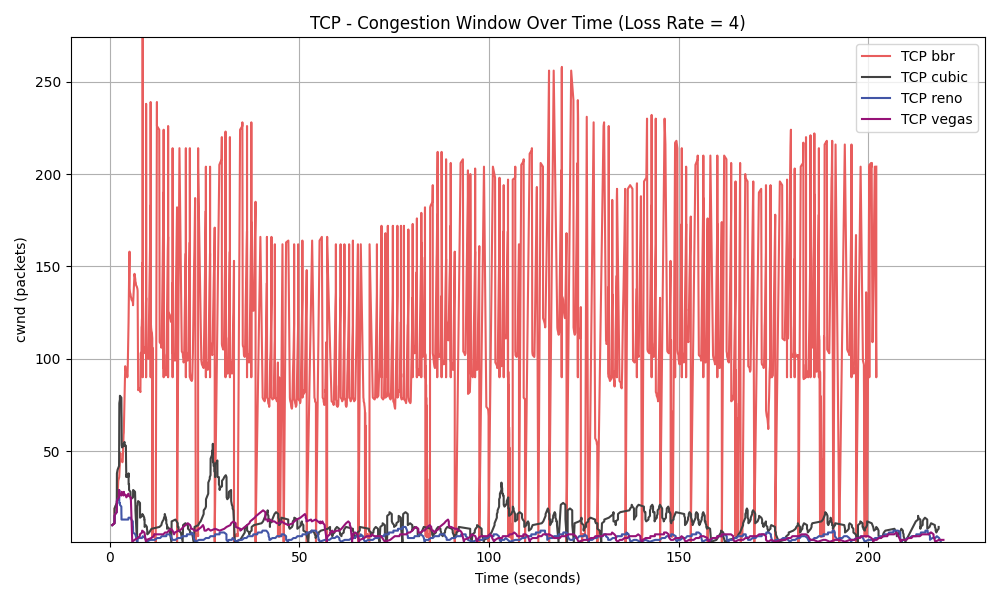 TCP - Congestion Window Over Time (Loss Rate = 4)
TCP bbr
TCP cubic
TCP reno
TCP vegas
cwnd (packets)
250
200
150
100
50
0
50
100
150
200
Time (seconds)